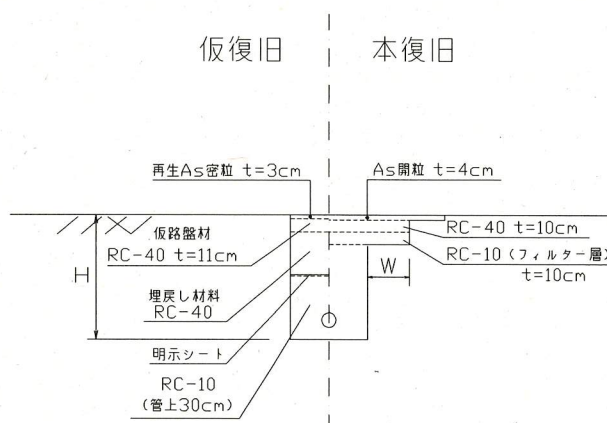 仮復旧
本復旧
再生As密粒 t=3cm
As開粒 t=4cm
仮路盤材
RC-40 t=11cm
RC-40 t=10cm
RC-10 (フィルター層)
t=10cm
H
W
埋戻し材料
RC-40
明示シート
RC-10
(管上30cm)